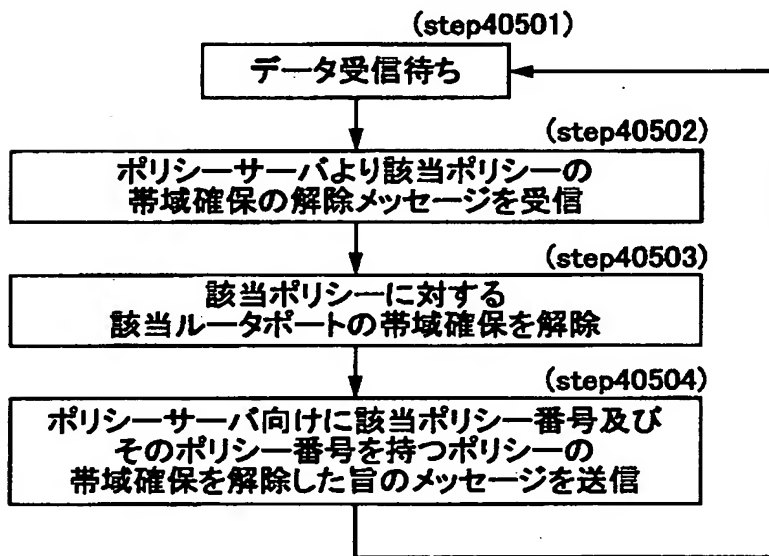 (step40501)
データ受信待ち
(step40502)
ポリシーサーバより該当ポリシーの
帯域確保の解除メッセージを受信
(step40503)
該当ポリシーに対する
該当ルータポートの帯域確保を解除
(step40504)
ポリシーサーバ向けに該当ポリシー番号及び
そのポリシー番号を持つポリシーの
帯域確保を解除した旨のメッセージを送信